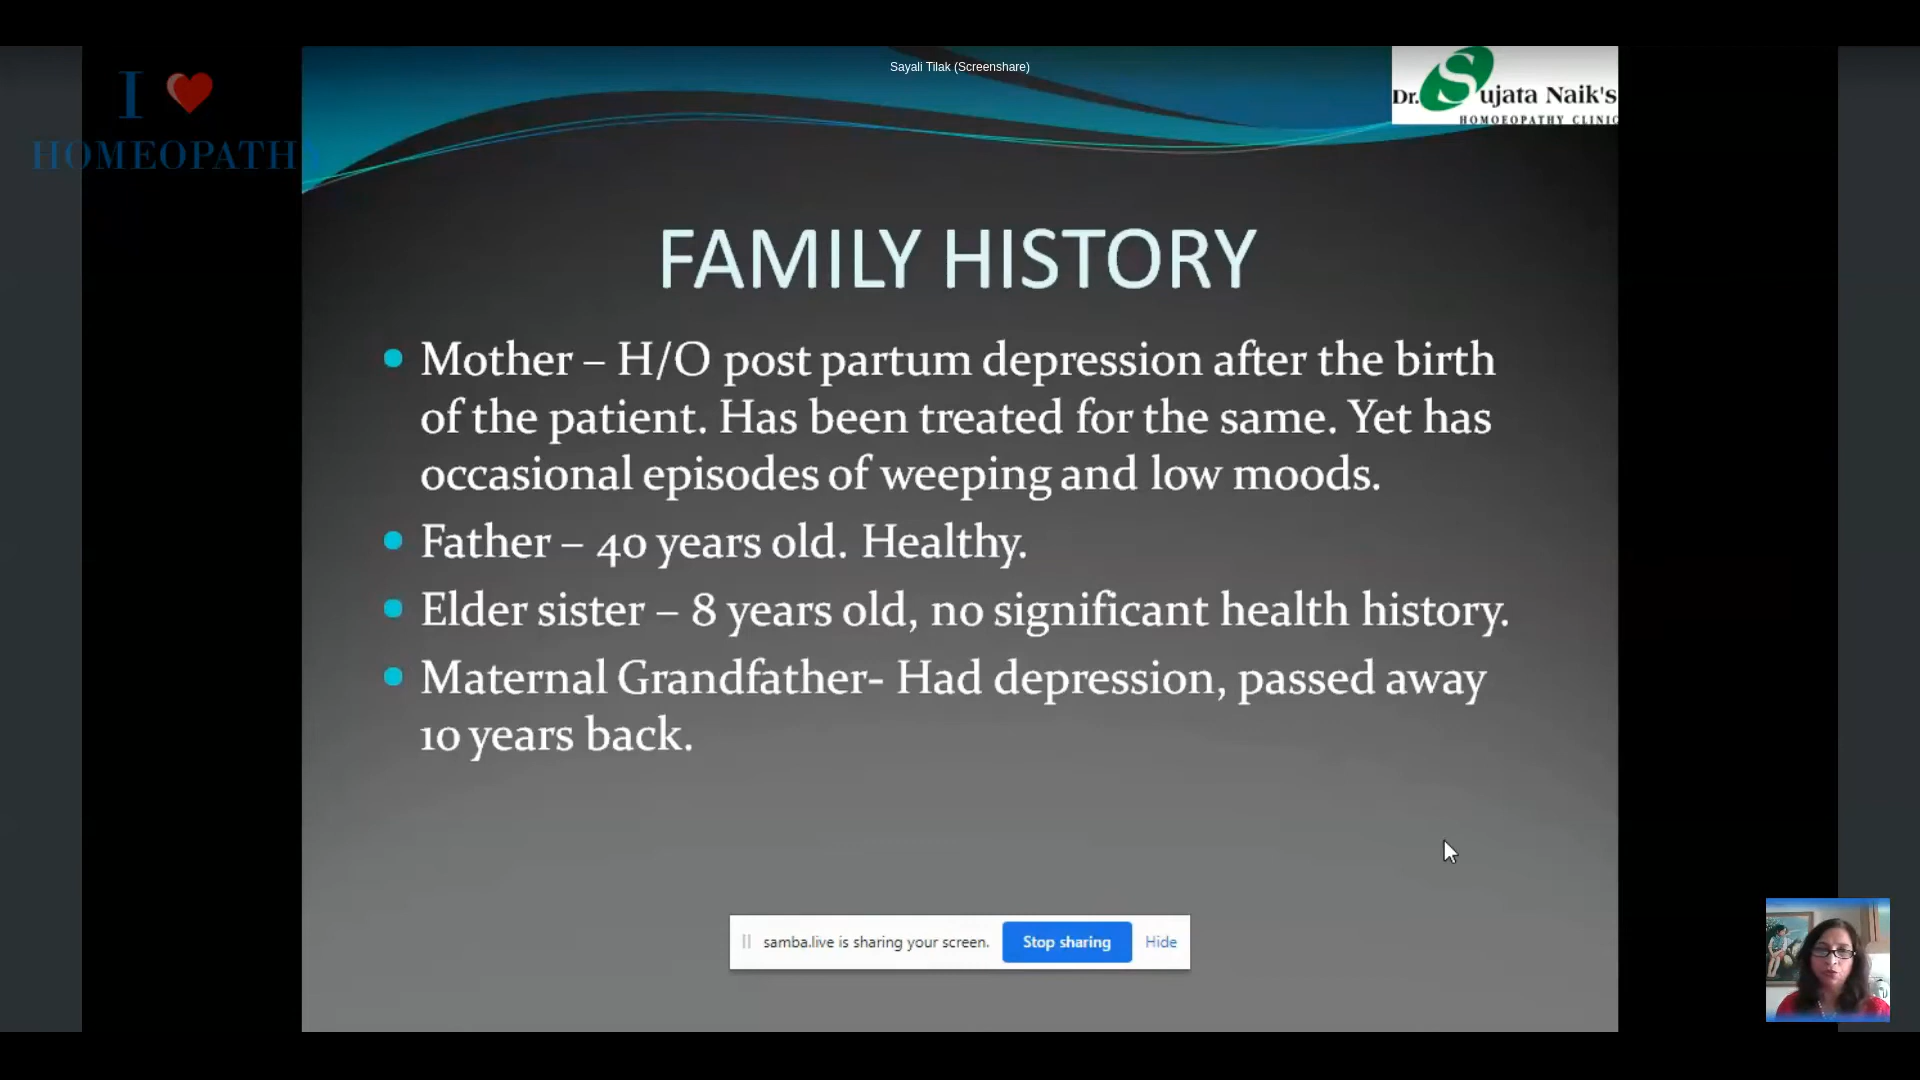 Sayali Tilak (Screenshare)
I
HOMEOPATH
Dr. Sujata Naik's
HOMOEOPATHY CLINIC
FAMILY HISTORY
Mother – H/O post partum depression after the birth
of the patient. Has been treated for the same. Yet has
occasional episodes of weeping and low moods.
Father – 40 years old. Healthy.
Elder sister – 8 years old, no significant health history.
Maternal Grandfather- Had depression, passed away
10 years back.
samba.live is sharing your screen. Stop sharing Hide